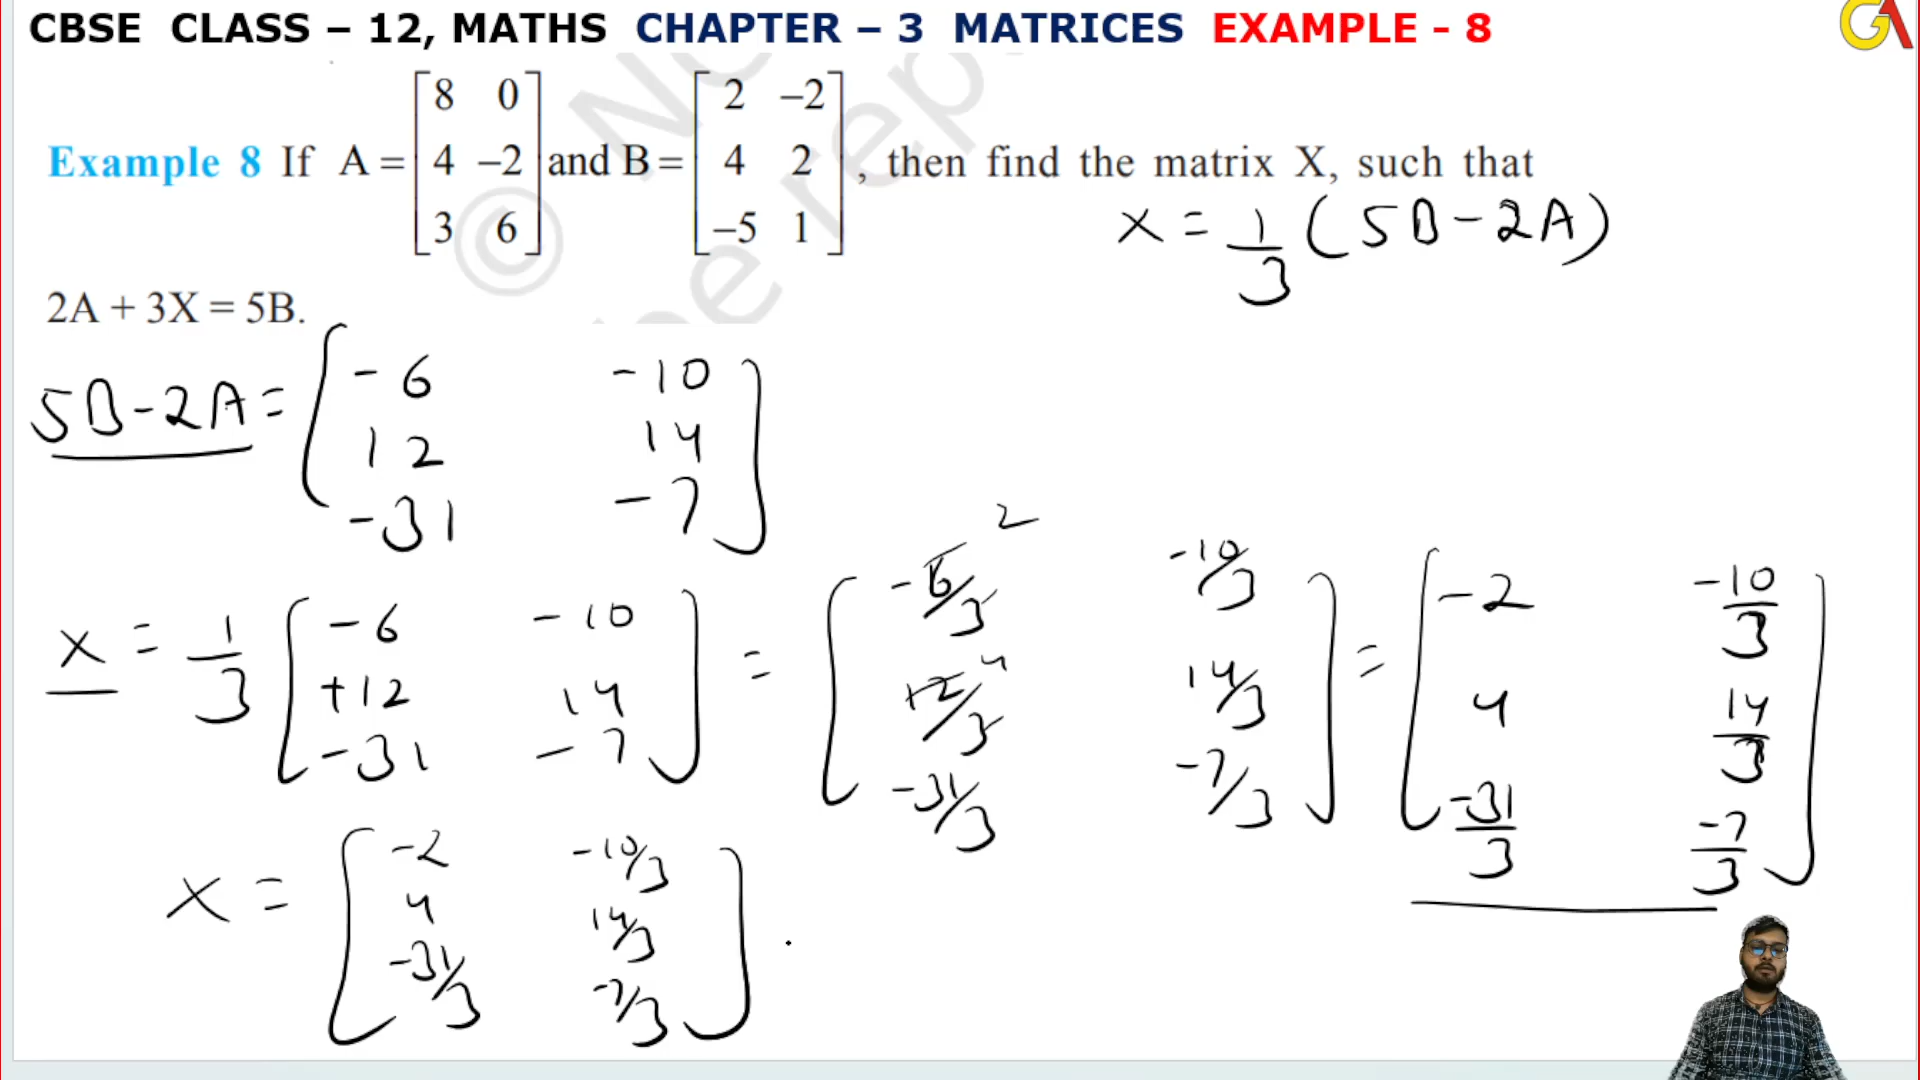 CBSE CLASS – 12, MATHS CHAPTER – 3 MATRICES EXAMPLE - 8
GA
Example 8 If A = [8 0; 4 –2; 3 6] and B = [2 –2; 4 2; –5 1], then find the matrix X, such that
x = 1/3 (5B - 2A)
2A + 3X = 5B.
5B - 2A = [-6 -10; 12 14; -31 -7]
x = 1/3 [-6 -10; +12 14; -31 -7] = [-6/3 2 -10/3; 12/3 4 14/3; -31/3 -7/3] = [-2 -10/3; 4 14/3; -31/3 -7/3]
x = [-2 -10/3; 4 14/3; -31/3 -7/3]